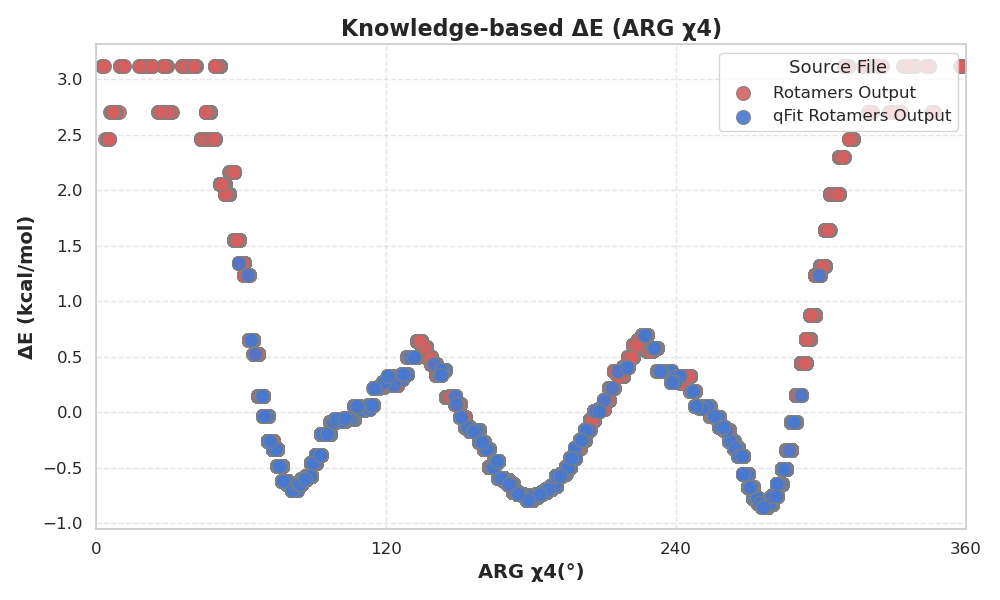 Knowledge-based ΔE (ARG χ4)
Source File
Rotamers Output
qFit Rotamers Output
ΔE (kcal/mol)
3.0
2.5
2.0
1.5
1.0
0.5
0.0
−0.5
−1.0
0
120
240
360
ARG χ4(°)